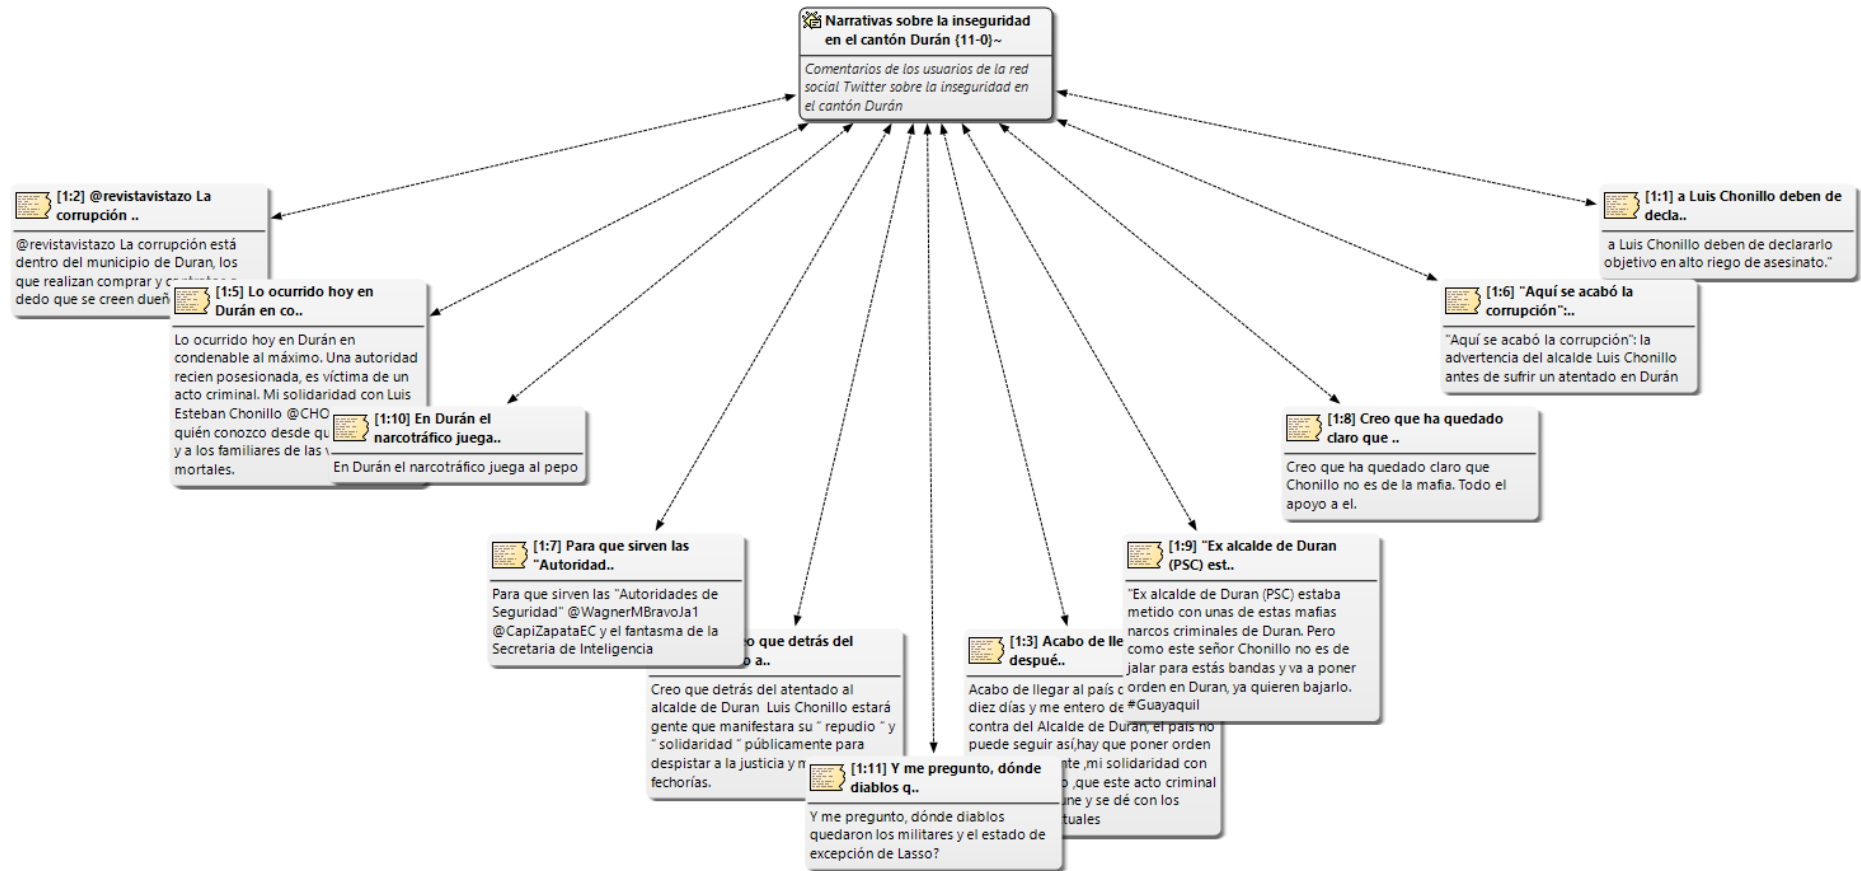 Narrativas sobre la inseguridad
en el cantón Durán {11-0}~
Comentarios de los usuarios de la red
social Twitter sobre la inseguridad en
el cantón Durán
[1:2] @revistavistazo La
corrupción ..
@revistavistazo La corrupción está
dentro del municipio de Duran, los
que realizan comprar y
dedo que se creen
[1:5] Lo ocurrido hoy en
Durán en co..
Lo ocurrido hoy en Durán en
condenable al máximo. Una autoridad
recien posesionada, es víctima de un
acto criminal. Mi solidaridad con Luis
Esteban Chonillo
quién conozco desde
y a los familiares de las
mortales.
[1:10] En Durán el
narcotráfico juega..
En Durán el narcotráfico juega al pepo
[1:7] Para que sirven las
"Autoridad..
Para que sirven las "Autoridades de
Seguridad" @WagnerMBravoJa1
@CapiZapataEC y el fantasma de la
Secretaria de Inteligencia
que detrás del
a..
Creo que detrás del atentado al
alcalde de Duran  Luis Chonillo estará
gente que manifestara su " repudio " y
" solidaridad " públicamente para
despistar a la justicia y
fechorías.
[1:11] Y me pregunto, dónde
diablos q..
Y me pregunto, dónde diablos
quedaron los militares y el estado de
excepción de Lasso?
[1:3] Acabo de
despué..
Acabo de llegar al país
diez días y me entero de
contra del Alcalde de Durán, el país no
puede seguir así,hay que poner orden
,mi solidaridad con
,que este acto criminal
y se dé con los
[1:9] "Ex alcalde de Duran
(PSC) est..
"Ex alcalde de Duran (PSC) estaba
metido con unas de estas mafias
narcos criminales de Duran. Pero
como este señor Chonillo no es de
jalar para estás bandas y va a poner
orden en Duran, ya quieren bajarlo.
#Guayaquil
[1:8] Creo que ha quedado
claro que ..
Creo que ha quedado claro que
Chonillo no es de la mafia. Todo el
apoyo a el.
[1:6] "Aquí se acabó la
corrupción":..
"Aquí se acabó la corrupción": la
advertencia del alcalde Luis Chonillo
antes de sufrir un atentado en Durán
[1:1] a Luis Chonillo deben de
decla..
a Luis Chonillo deben de declararlo
objetivo en alto riego de asesinato."